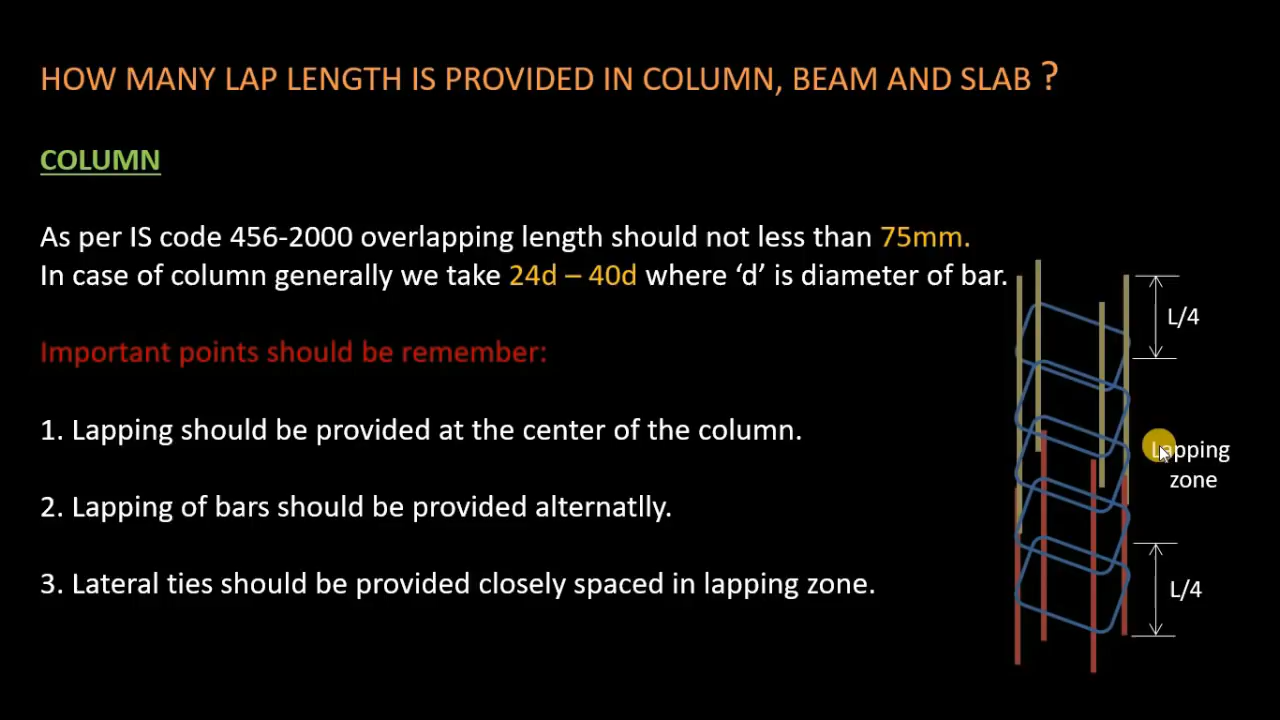 HOW MANY LAP LENGTH IS PROVIDED IN COLUMN, BEAM AND SLAB ?
COLUMN
As per IS code 456-2000 overlapping length should not less than 75mm.
In case of column generally we take 24d – 40d where ‘d’ is diameter of bar.
Important points should be remember:
1. Lapping should be provided at the center of the column.
2. Lapping of bars should be provided alternatlly.
3. Lateral ties should be provided closely spaced in lapping zone.
L/4
Lapping
zone
L/4